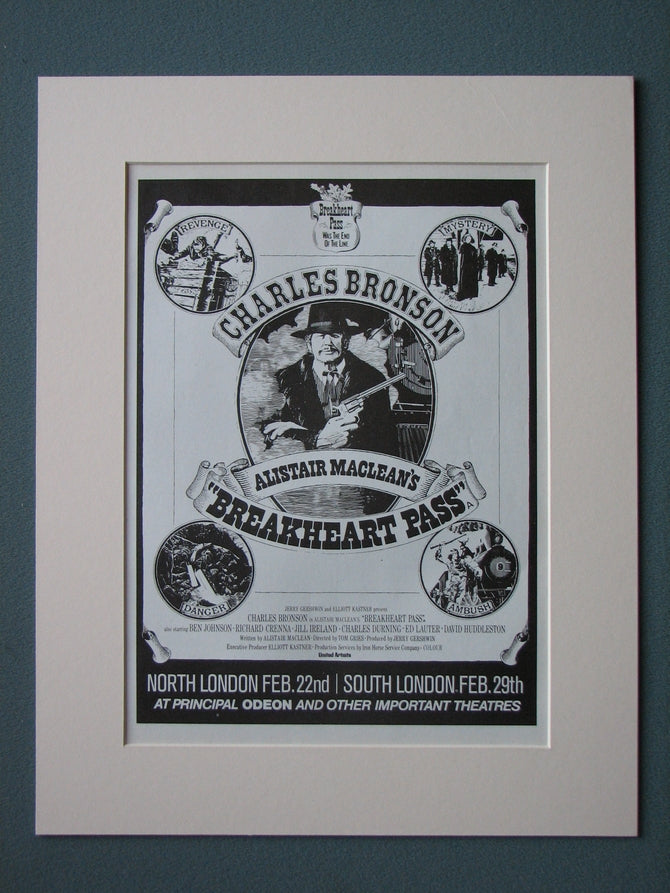 Breakheart
Pass
WAS THE END
OF THE LINE
REVENGE
MYSTERY
CHARLES BRONSON
ALISTAIR MACLEAN'S
"BREAKHEART PASS"
A
DANGER
9
AMBUSH
JERRY GERSHWIN and ELLIOTT KASTNER present
CHARLES BRONSON in ALISTAIR MACLEAN'S "BREAKHEART PASS"
also starring BEN JOHNSON · RICHARD CRENNA · JILL IRELAND · CHARLES DURNING · ED LAUTER · DAVID HUDDLESTON
Written by ALISTAIR MACLEAN · Directed by TOM GRIES · Produced by JERRY GERSHWIN
Executive Producer ELLIOTT KASTNER · Production Services by Iron Horse Service Company · COLOUR
United Artists
NORTH LONDON FEB. 22nd | SOUTH LONDON FEB. 29th
AT PRINCIPAL ODEON AND OTHER IMPORTANT THEATRES